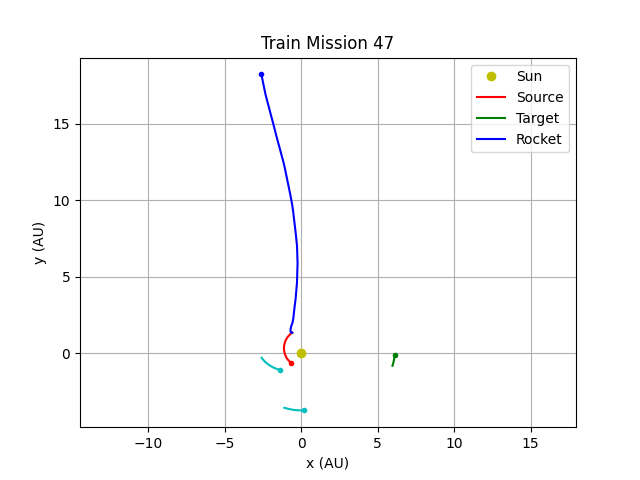 Train Mission 47
Sun
Source
Target
Rocket
y (AU)
15
10
5
0
−10
−5
0
5
10
15
x (AU)